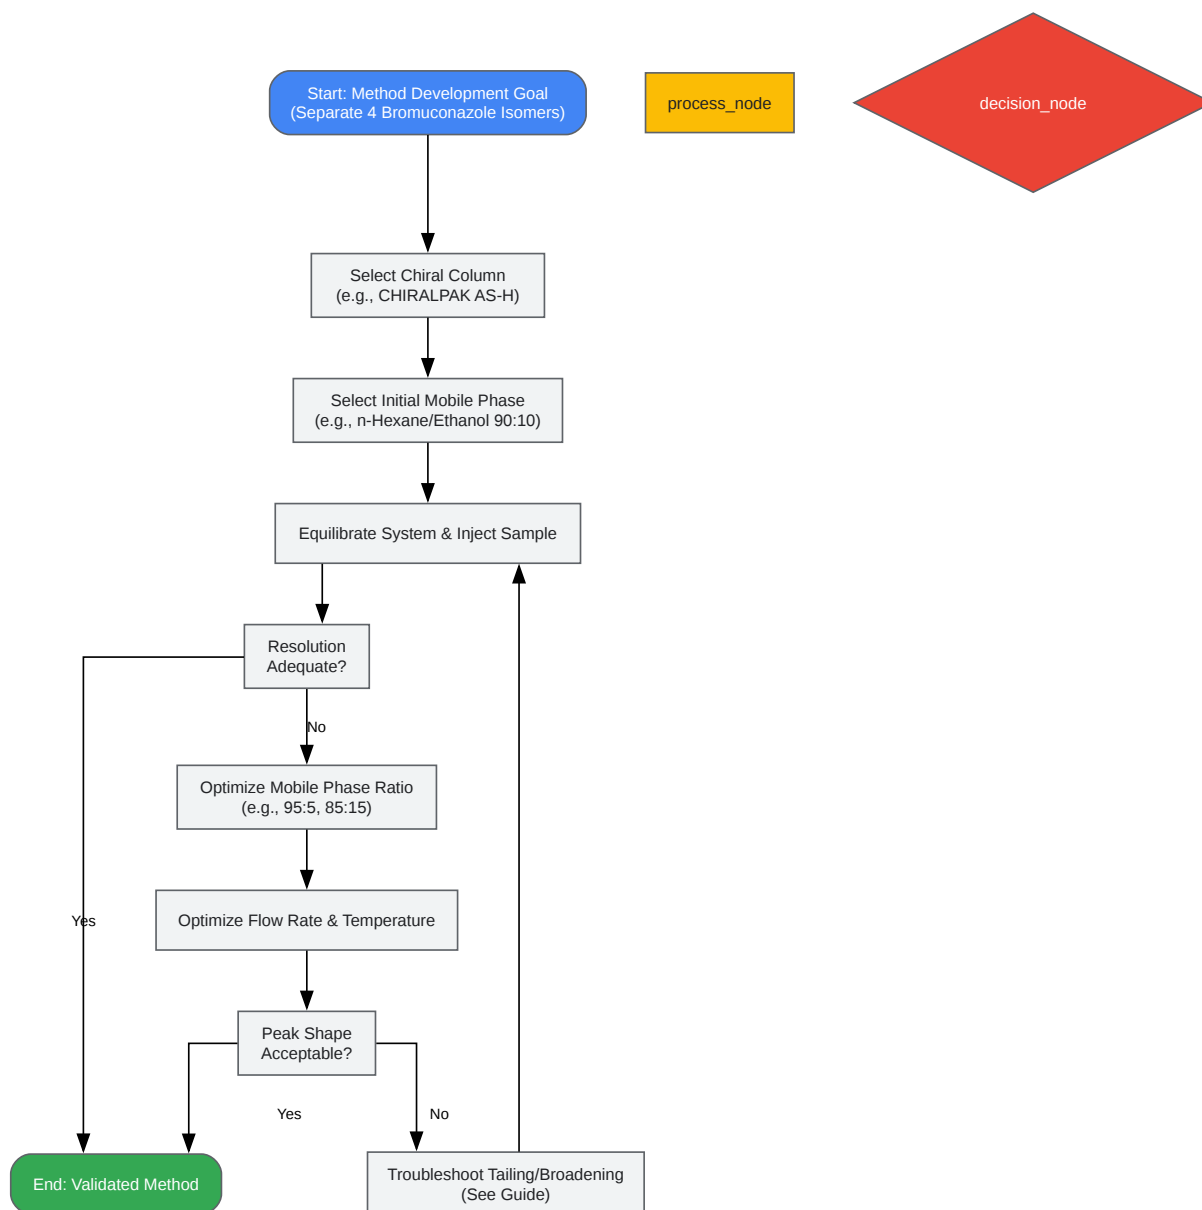 Start: Method Development Goal
(Separate 4 Bromuconazole Isomers)
process_node
decision_node
Select Chiral Column
(e.g., CHIRALPAK AS-H)
Select Initial Mobile Phase
(e.g., n-Hexane/Ethanol 90:10)
Equilibrate System & Inject Sample
Resolution
Adequate?
No
Optimize Mobile Phase Ratio
(e.g., 95:5, 85:15)
Yes
Optimize Flow Rate & Temperature
Peak Shape
Acceptable?
Yes
No
End: Validated Method
Troubleshoot Tailing/Broadening
(See Guide)